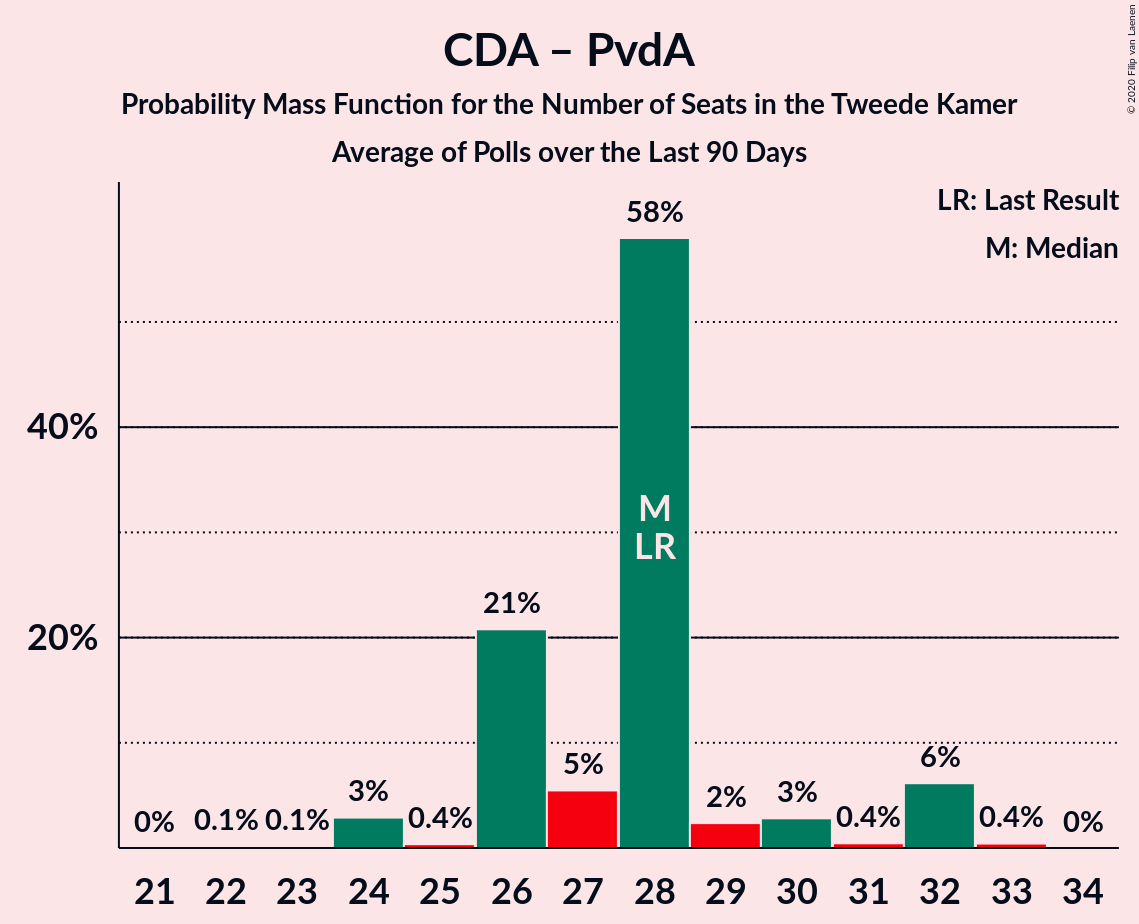 CDA – PvdA
Probability Mass Function for the Number of Seats in the Tweede Kamer
Average of Polls over the Last 90 Days
© 2020 Filip van Laenen
LR: Last Result
M: Median
58%
40%
M
LR
21%
20%
5%
6%
3%
0.4%
2%
3%
0.4%
0.4%
0%
0.1%
0.1%
0%
21 22 23 24 25 26 27 28 29 30 31 32 33 34